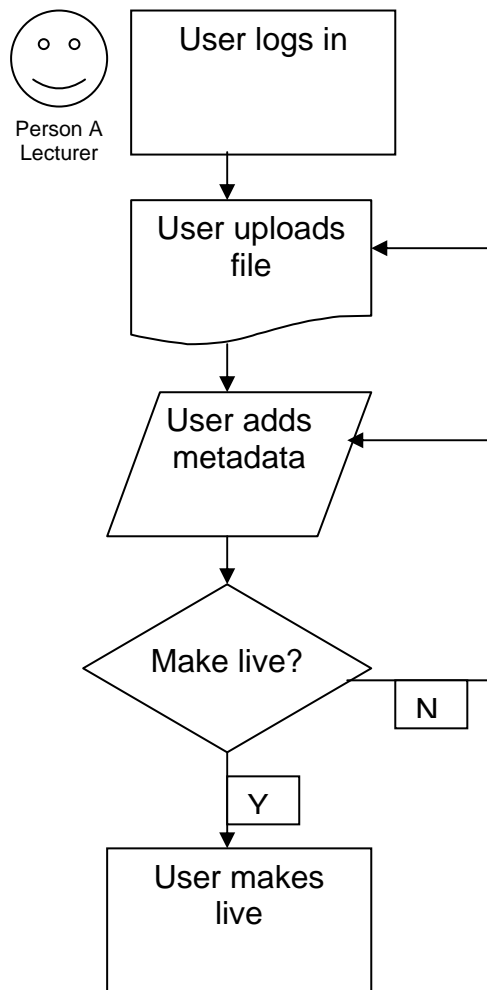 User logs in
Person A
Lecturer
User uploads
file
User adds
metadata
Make live?
N
Y
User makes
live